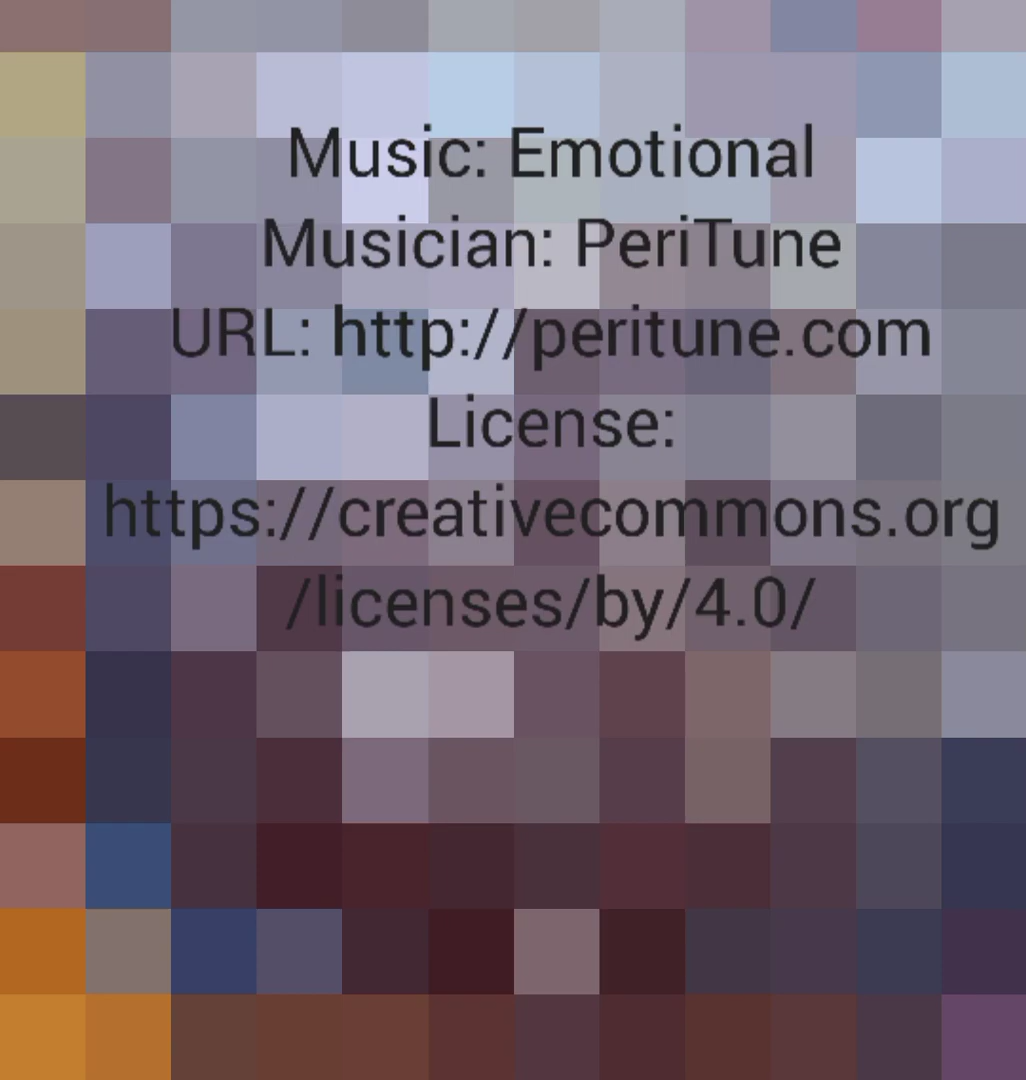 Music: Emotional
Musician: PeriTune
URL: http://peritune.com
License:
https://creativecommons.org
/licenses/by/4.0/